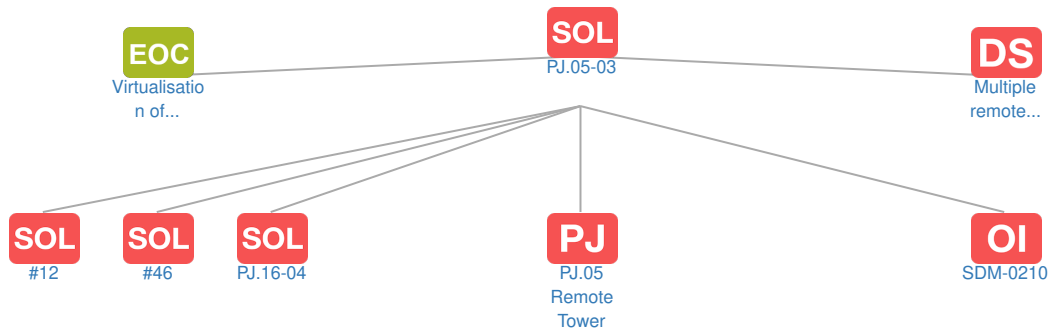 SOL
PJ.05-03
EOC
Virtualisatio
n of...
DS
Multiple
remote...
SOL
#12
SOL
#46
SOL
PJ.16-04
PJ
PJ.05
Remote
Tower
OI
SDM-0210